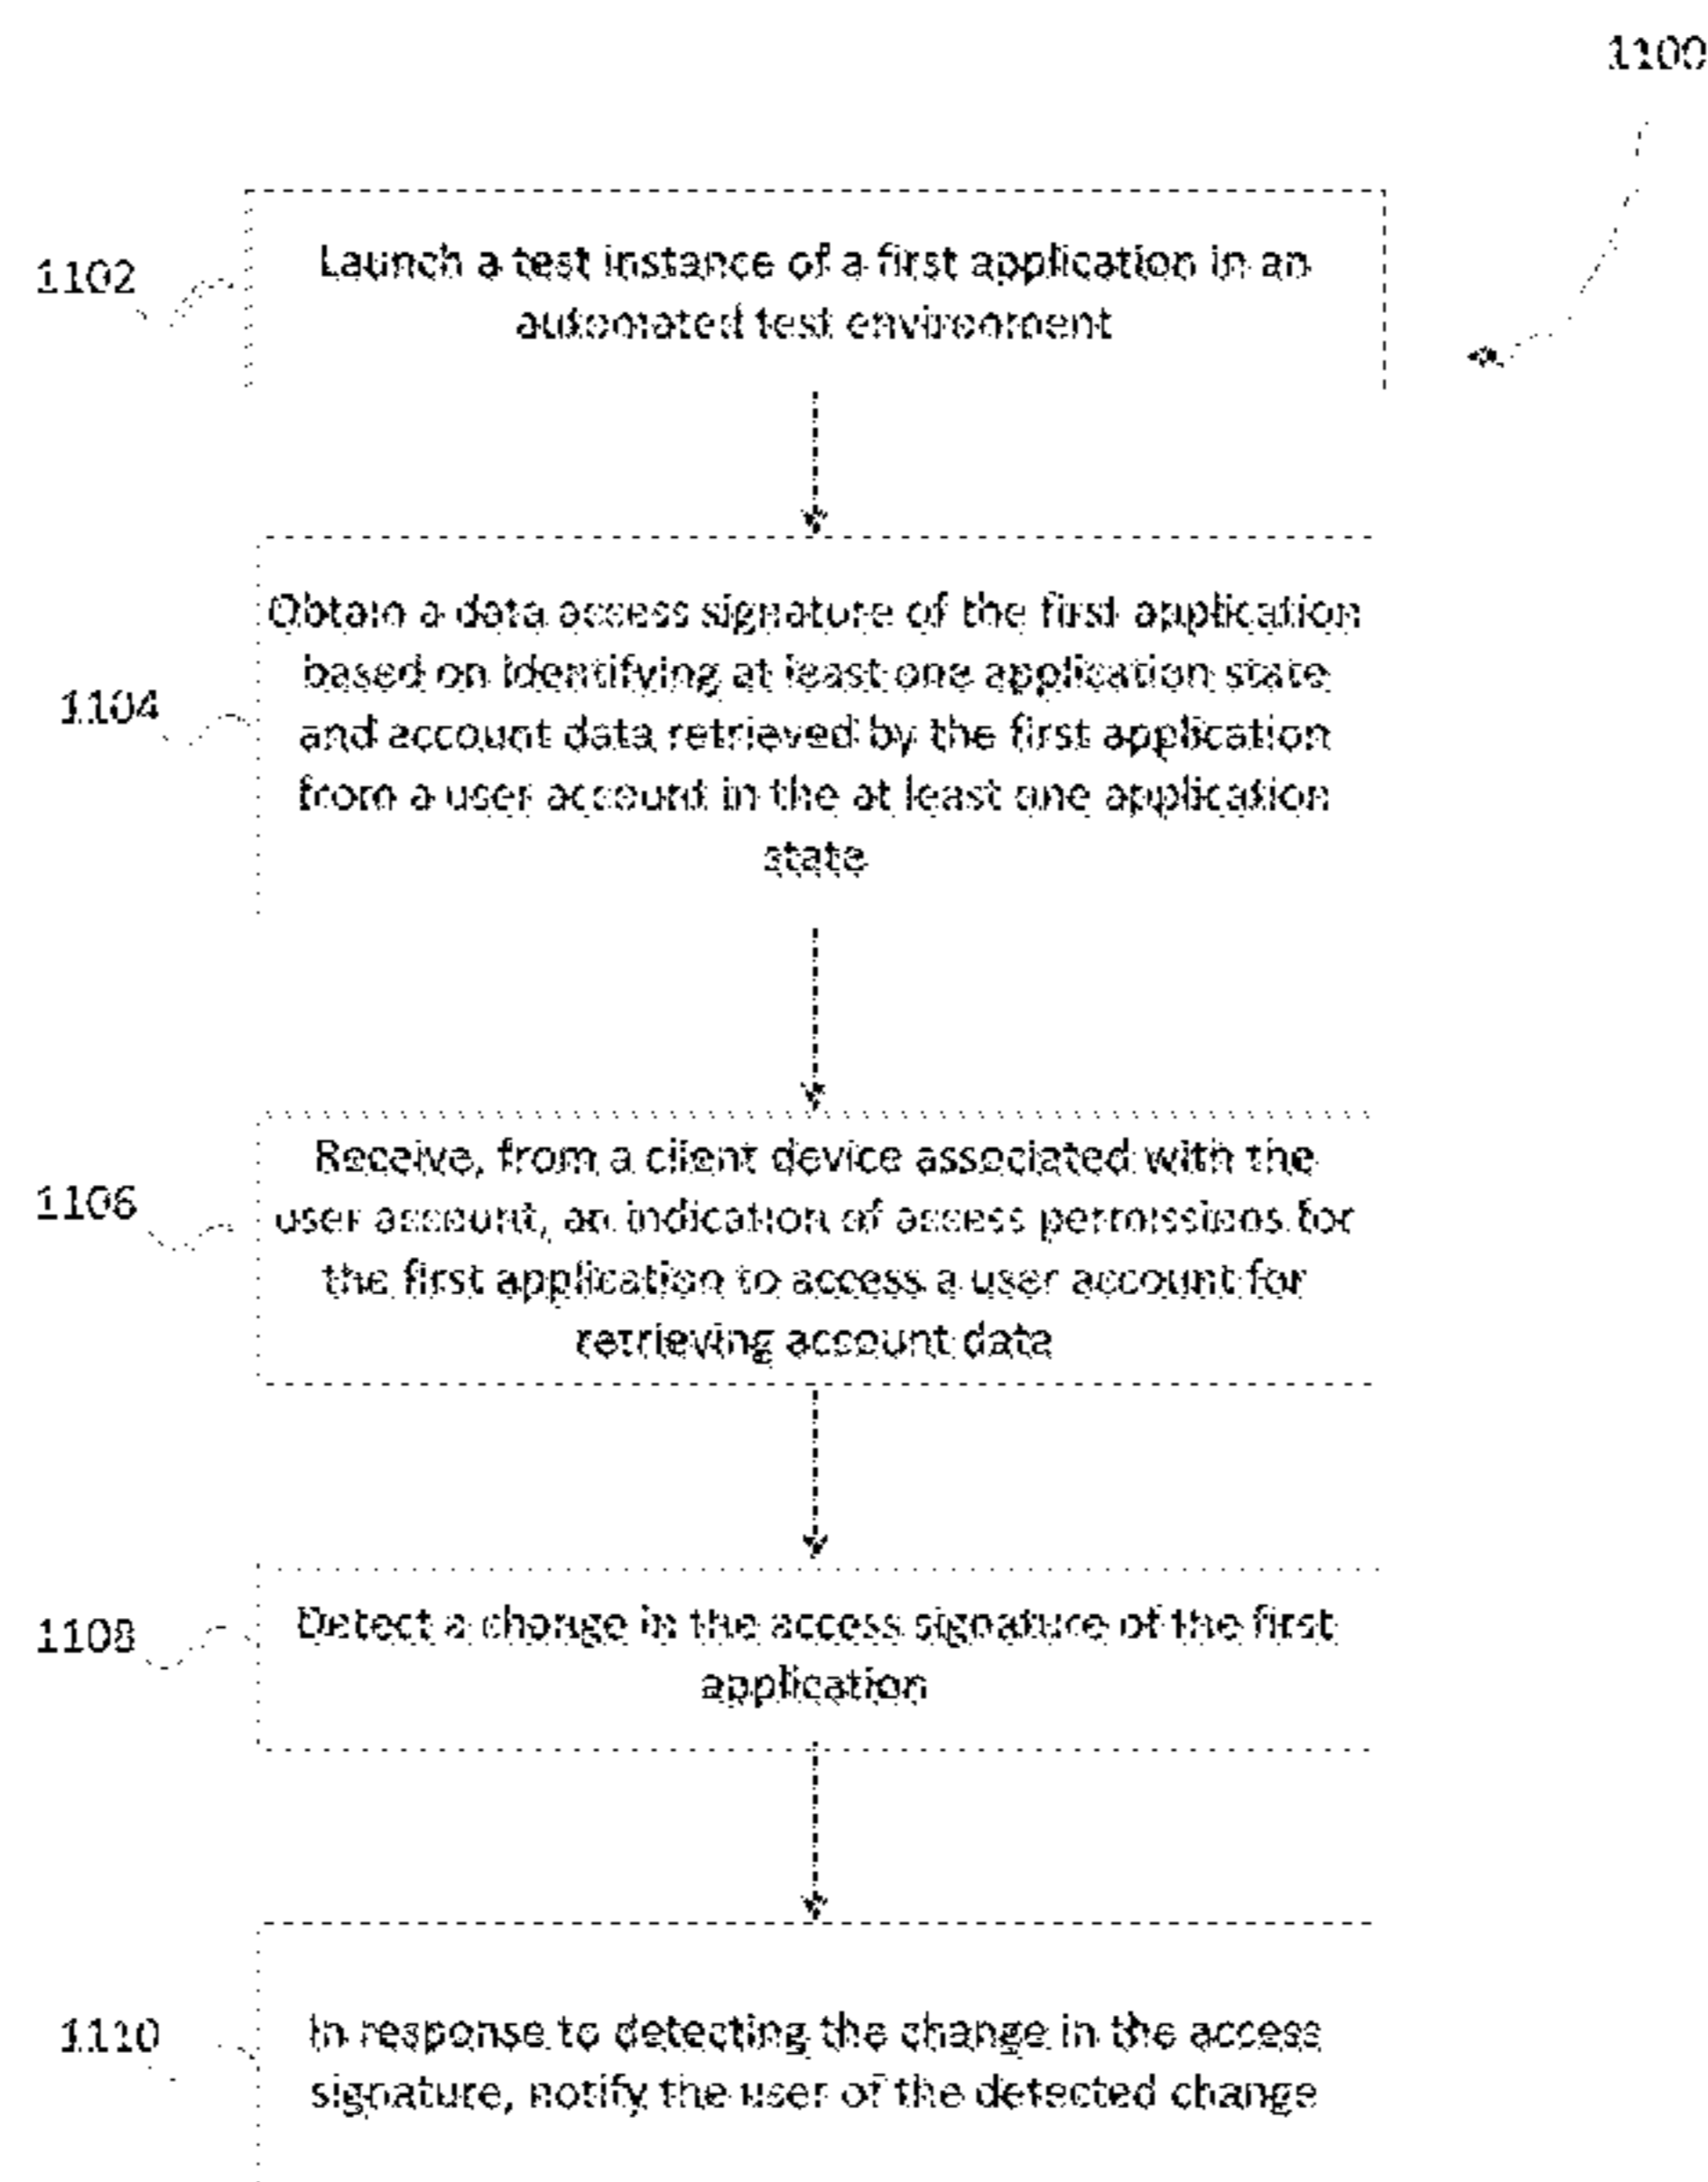 1100
1102
Launch a test instance of a first application in an
automated test environment
1104
Obtain a data access signature of the first application
based on identifying at least one application state
and account data retrieved by the first application
from a user account in the at least one application
state
1106
Receive, from a client device associated with the
user account, an indication of access permissions for
the first application to access a user account for
retrieving account data
1108
Detect a change in the access signature of the first
application
1110
In response to detecting the change in the access
signature, notify the user of the detected change